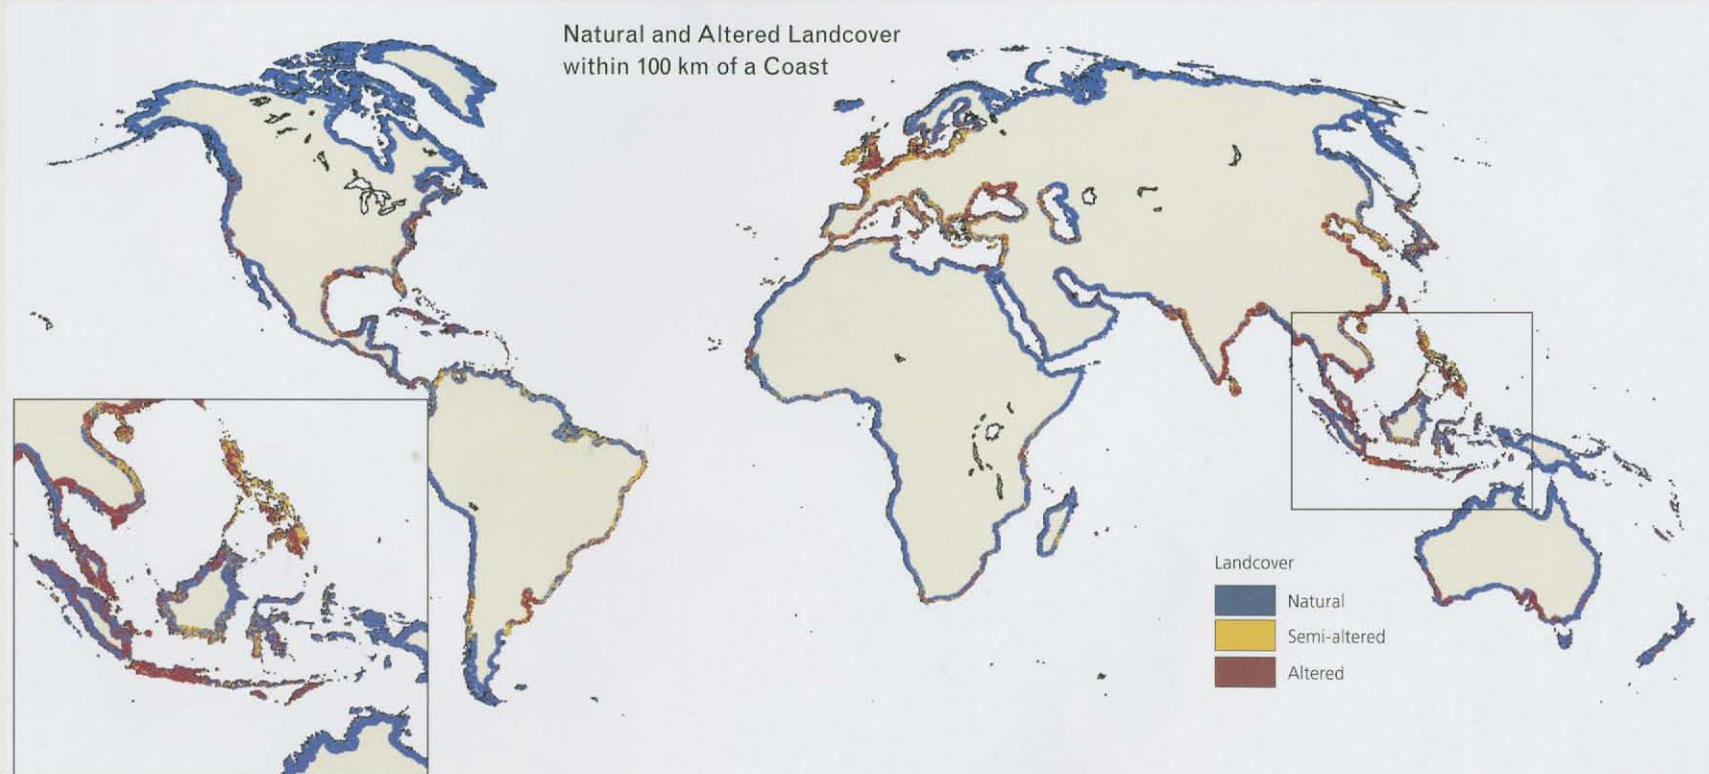 Natural and Altered Landcover
within 100 km of a Coast
Landcover
Natural
Semi-altered
Altered